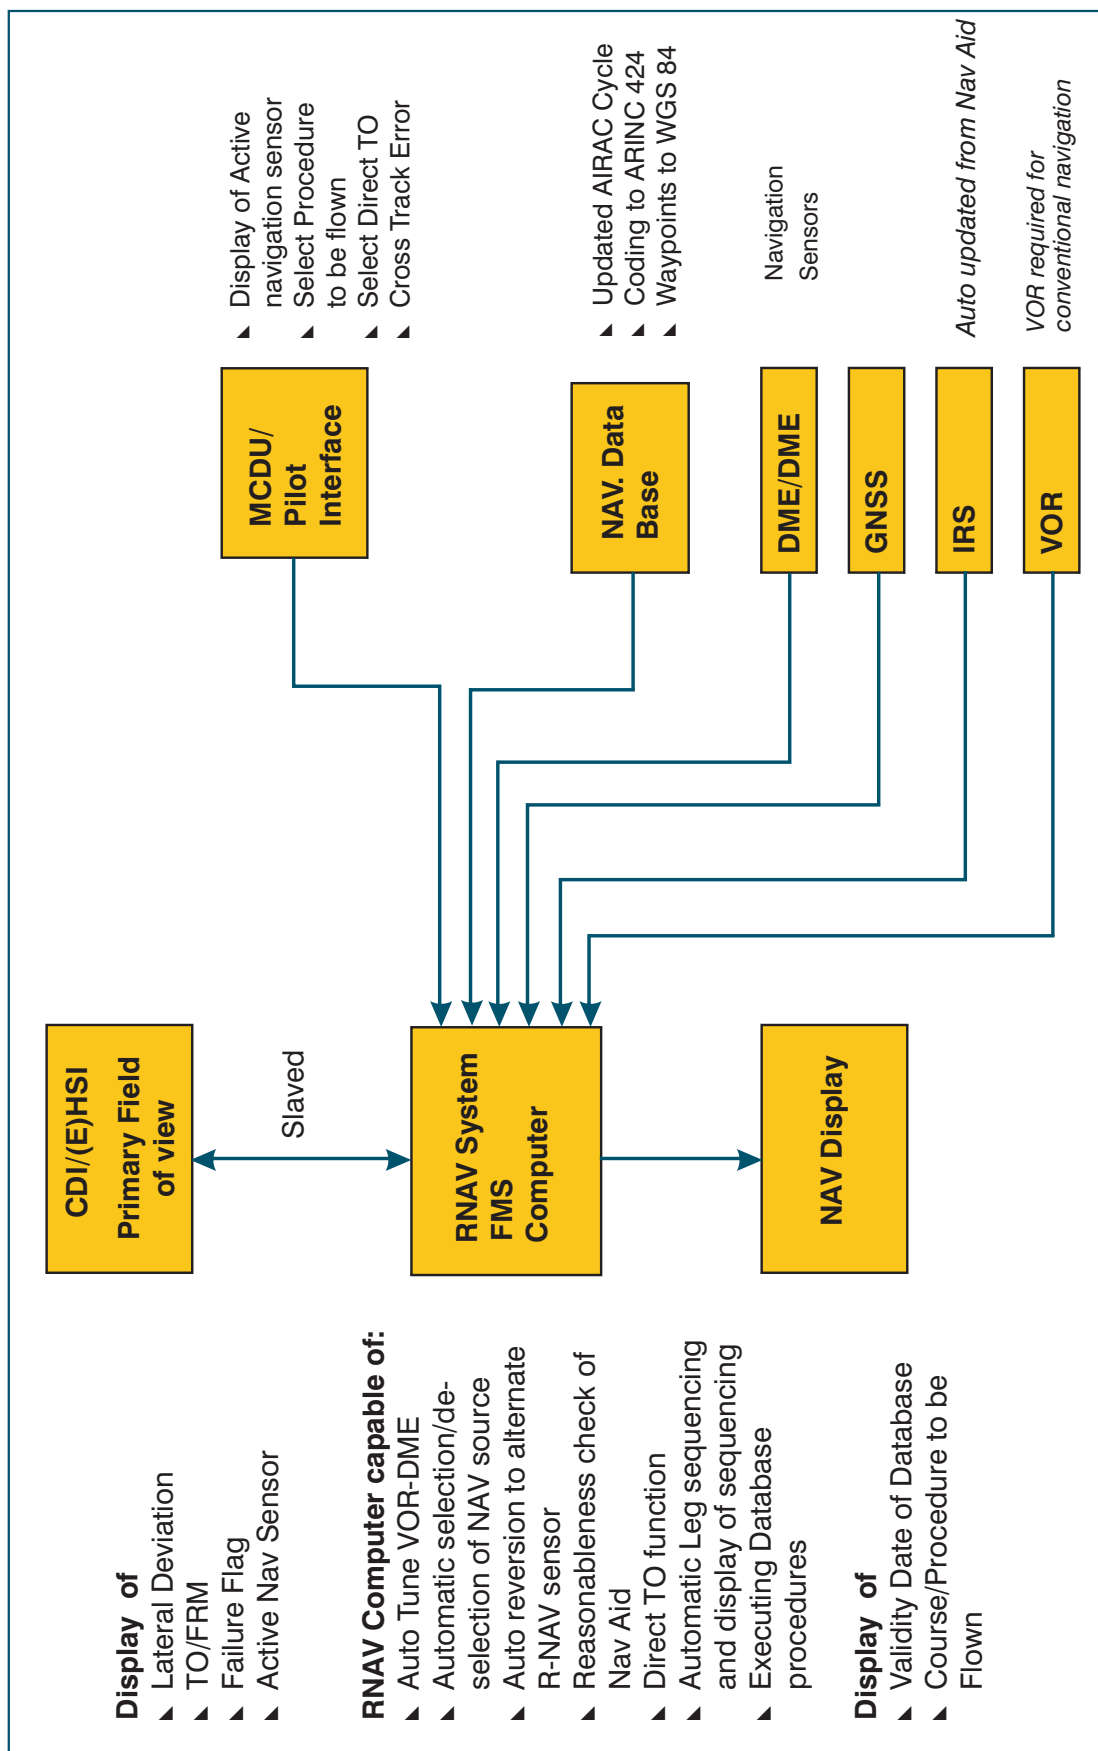 Display of
Lateral Deviation
TO/FRM
Failure Flag
Active Nav Sensor
RNAV Computer capable of:
Auto Tune VOR-DME
Automatic selection/de-
selection of NAV source
Auto reversion to alternate
R-NAV sensor
Reasonableness check of
Nav Aid
Direct TO function
Automatic Leg sequencing
and display of sequencing
Executing Database
procedures
Display of
Validity Date of Database
Course/Procedure to be
Flown
CDI/(E)HSI
Primary Field
of view
Slaved
RNAV System
FMS
Computer
NAV Display
MCDU/
Pilot
Interface
Display of Active
navigation sensor
Select Procedure
to be flown
Select Direct TO
Cross Track Error
NAV. Data
Base
Updated AIRAC Cycle
Coding to ARINC 424
Waypoints to WGS 84
DME/DME
Navigation
Sensors
GNSS
IRS
Auto updated from Nav Aid
VOR
VOR required for
conventional navigation